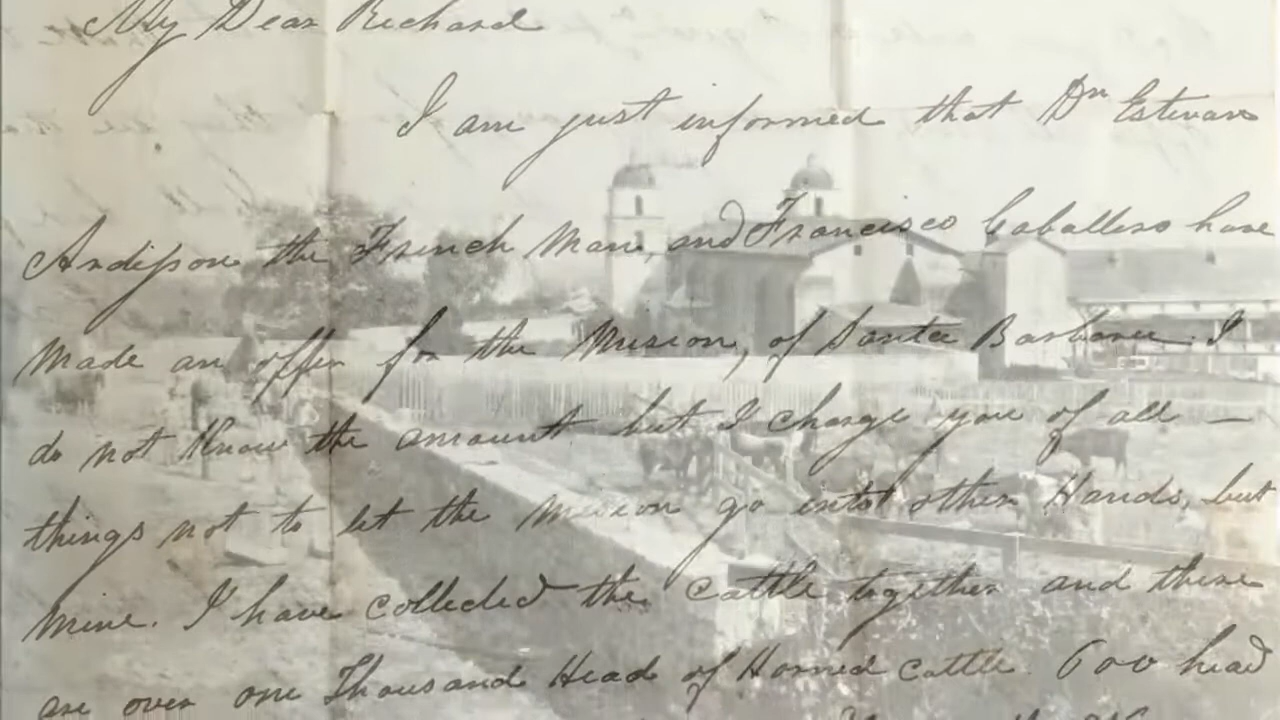 My Dear Richard
I am just informed that Dn Estevan
Ardisson the French Man, and Francisco Caballero have
Made an offer for the Mission, of Santa Barbara. I
do not Know the amount but I charge you of all —
things not to let the Mission go into other Hands, but
Mine. I have collected the Cattle together and there
are over one Thousand Head of Horned cattle. 600 head